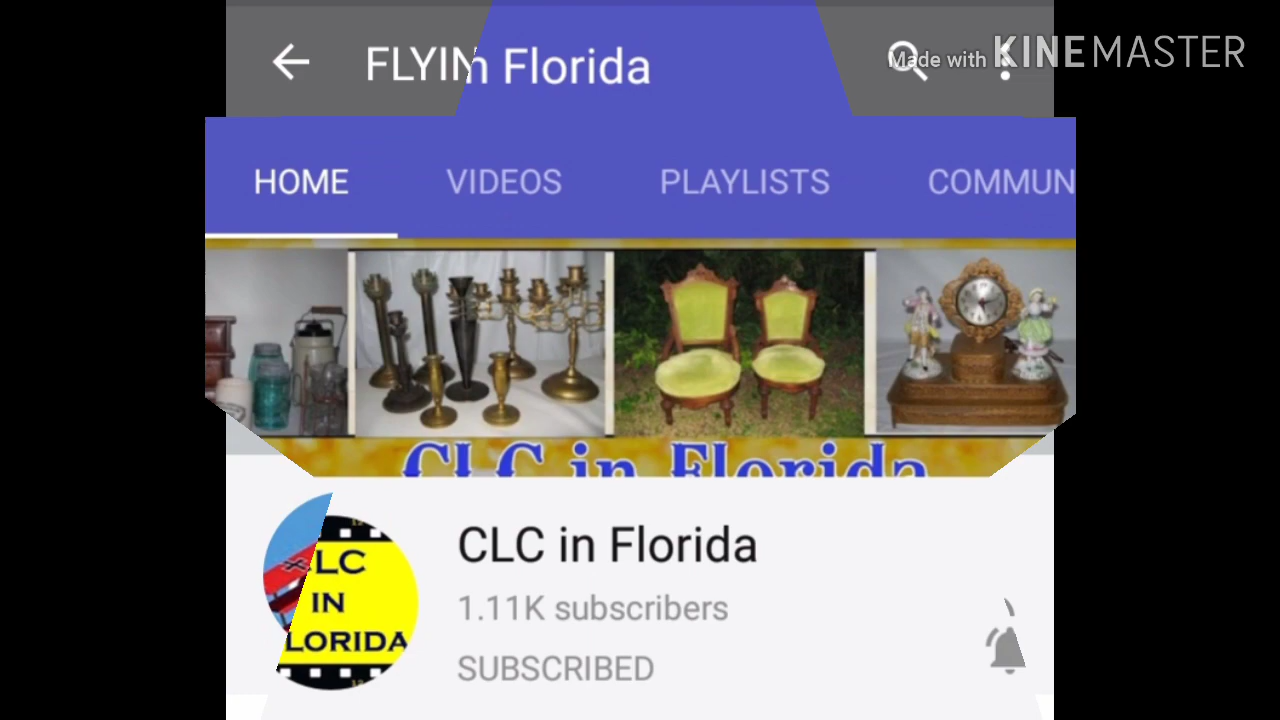 FLYIN
n Florida
Made with KINEMASTER
HOME VIDEOS PLAYLISTS COMMUN
CLC in Florida
CLC
IN
LORIDA
CLC in Florida
1.11K subscribers
SUBSCRIBED